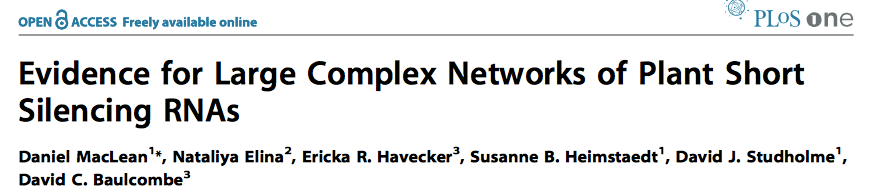 OPEN ACCESS Freely available online
PLoS one
Evidence for Large Complex Networks of Plant Short
Silencing RNAs
Daniel MacLean1*, Nataliya Elina2, Ericka R. Havecker3, Susanne B. Heimstaedt1, David J. Studholme1,
David C. Baulcombe3